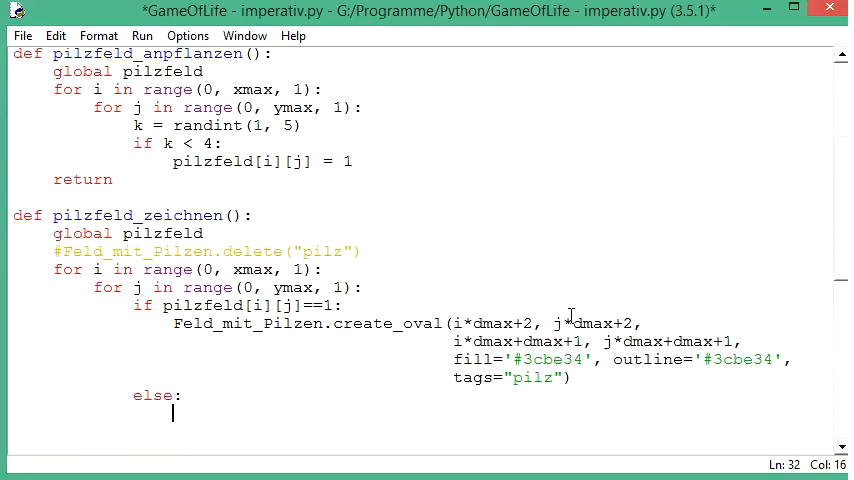 *GameOfLife - imperativ.py - G:/Programme/Python/GameOfLife - imperativ.py (3.5.1)*
File Edit Format Run Options Window Help
def pilzfeld_anpflanzen():
    global pilzfeld
    for i in range(0, xmax, 1):
        for j in range(0, ymax, 1):
            k = randint(1, 5)
            if k < 4:
                pilzfeld[i][j] = 1
    return

def pilzfeld_zeichnen():
    global pilzfeld
    #Feld_mit_Pilzen.delete("pilz")
    for i in range(0, xmax, 1):
        for j in range(0, ymax, 1):
            if pilzfeld[i][j]==1:
                Feld_mit_Pilzen.create_oval(i*dmax+2, j*dmax+2,
                                            i*dmax+dmax+1, j*dmax+dmax+1,
                                            fill='#3cbe34', outline='#3cbe34',
                                            tags="pilz")
            else:
Ln: 32 Col: 16